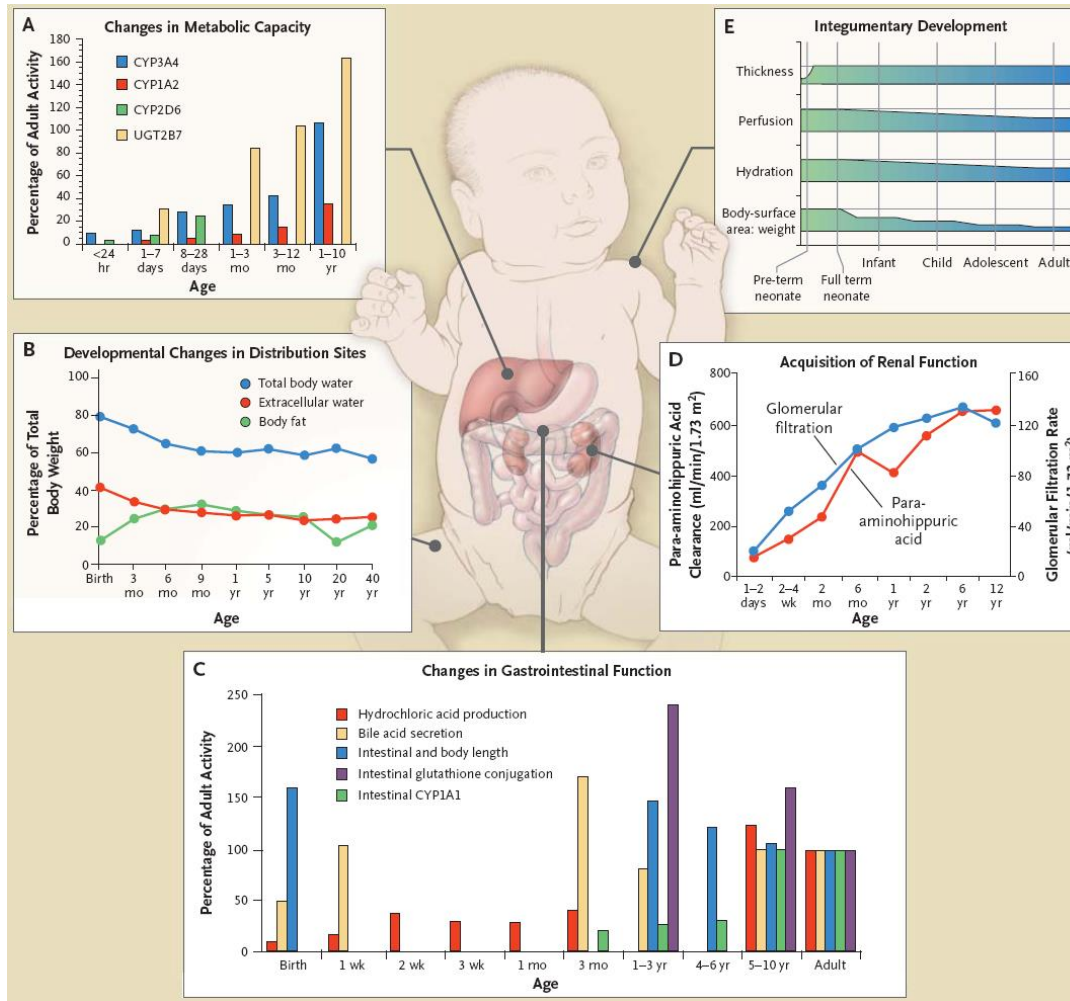 A
Changes in Metabolic Capacity
Percentage of Adult Activity
180
160
140
120
100
80
60
40
20
0
CYP3A4
CYP1A2
CYP2D6
UGT2B7
<24 hr
1–7 days
8–28 days
1–3 mo
3–12 mo
1–10 yr
Age
E
Integumentary Development
Thickness
Perfusion
Hydration
Body-surface
area: weight
Infant
Child
Adolescent
Adult
Pre-term
neonate
Full term
neonate
B
Developmental Changes in Distribution Sites
Percentage of Total
Body Weight
100
80
60
40
20
0
Total body water
Extracellular water
Body fat
Birth
3 mo
6 mo
9 mo
1 yr
5 yr
10 yr
20 yr
40 yr
Age
D
Acquisition of Renal Function
Para-aminohippuric Acid
Clearance (ml/min/1.73 m²)
800
600
400
200
0
Glomerular
filtration
Para-
aminohippuric
acid
160
120
80
40
0
Glomerular Filtration Rate
1–2 days
2–4 wk
2 mo
6 mo
1 yr
2 yr
6 yr
12 yr
Age
C
Changes in Gastrointestinal Function
Percentage of Adult Activity
250
200
150
100
50
0
Hydrochloric acid production
Bile acid secretion
Intestinal and body length
Intestinal glutathione conjugation
Intestinal CYP1A1
Birth
1 wk
2 wk
3 wk
1 mo
3 mo
1–3 yr
4–6 yr
5–10 yr
Adult
Age